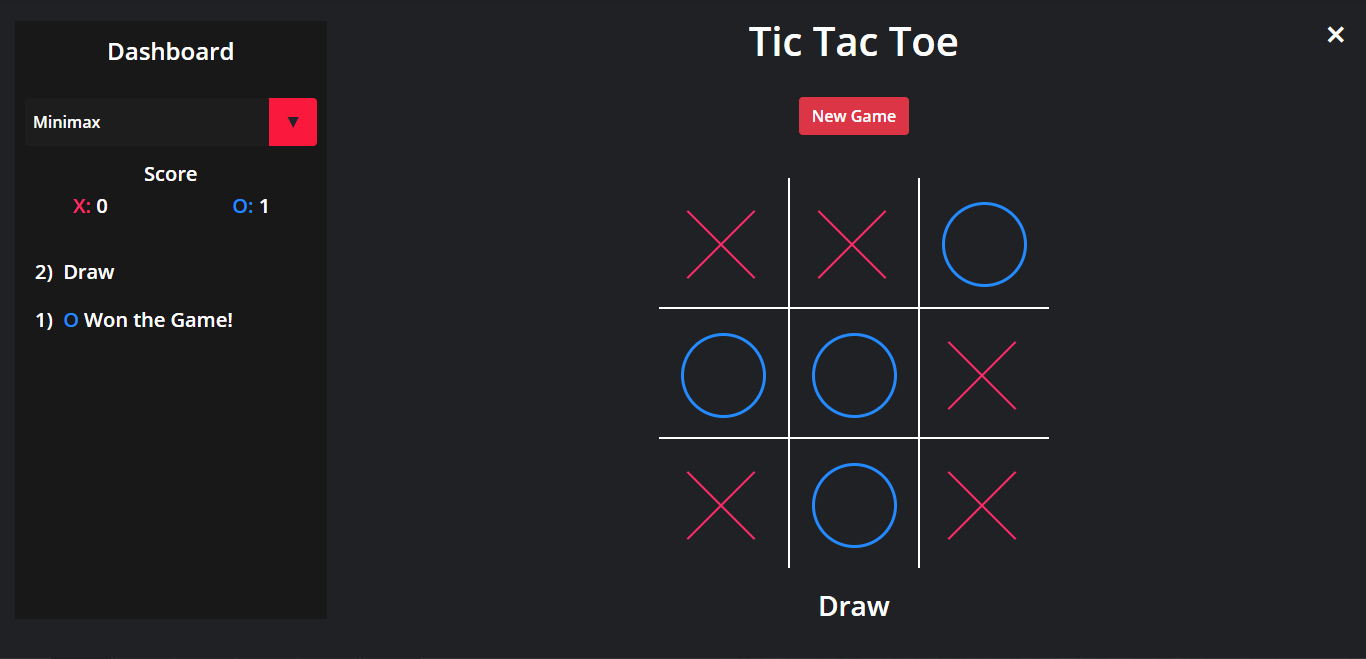 Dashboard
Minimax ▼
Score
X: 0 O: 1
2) Draw
1) O Won the Game!
Tic Tac Toe
×
New Game
X X O
O O X
X O X
Draw